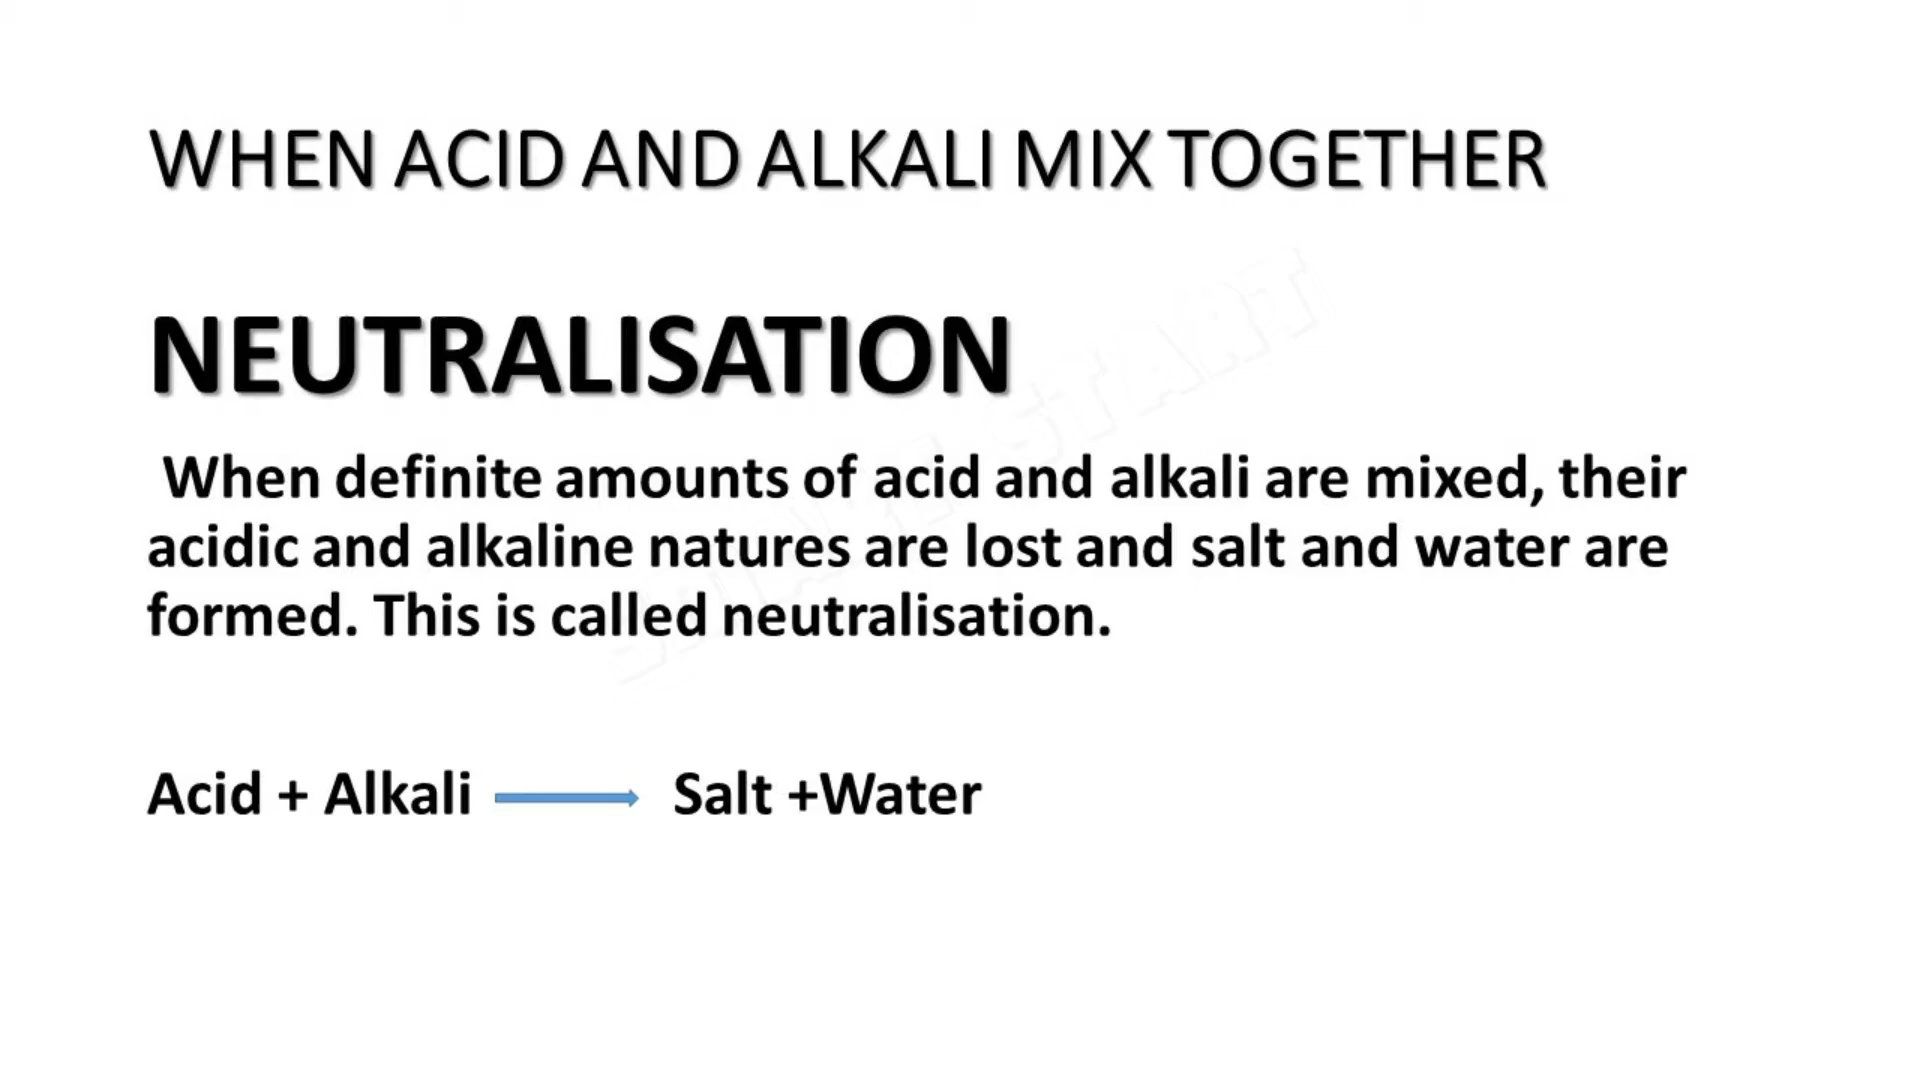 WHEN ACID AND ALKALI MIX TOGETHER
NEUTRALISATION
When definite amounts of acid and alkali are mixed, their
acidic and alkaline natures are lost and salt and water are
formed. This is called neutralisation.
Acid + Alkali → Salt +Water